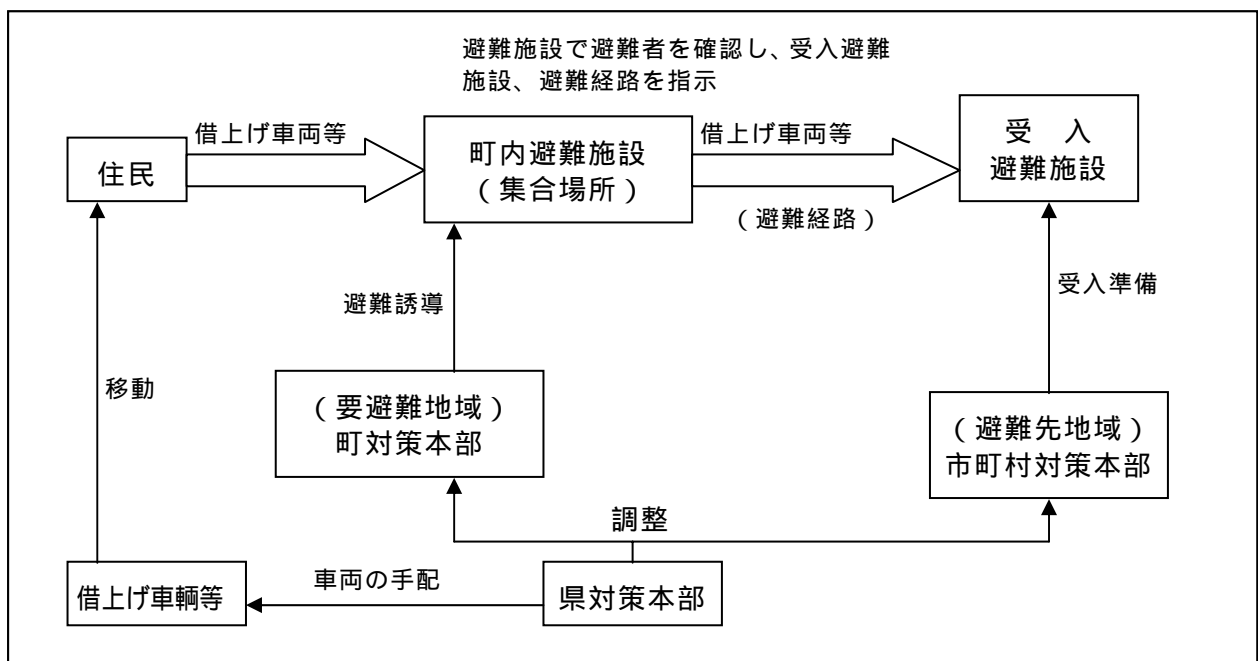 避難施設で避難者を確認し、受入避難
施設、避難経路を指示
借上げ車両等
住民
町内避難施設
（集合場所）
借上げ車両等
（避難経路）
受　入
避難施設
避難誘導
受入準備
移動
（要避難地域）
町対策本部
（避難先地域）
市町村対策本部
調整
車両の手配
借上げ車輌等
県対策本部